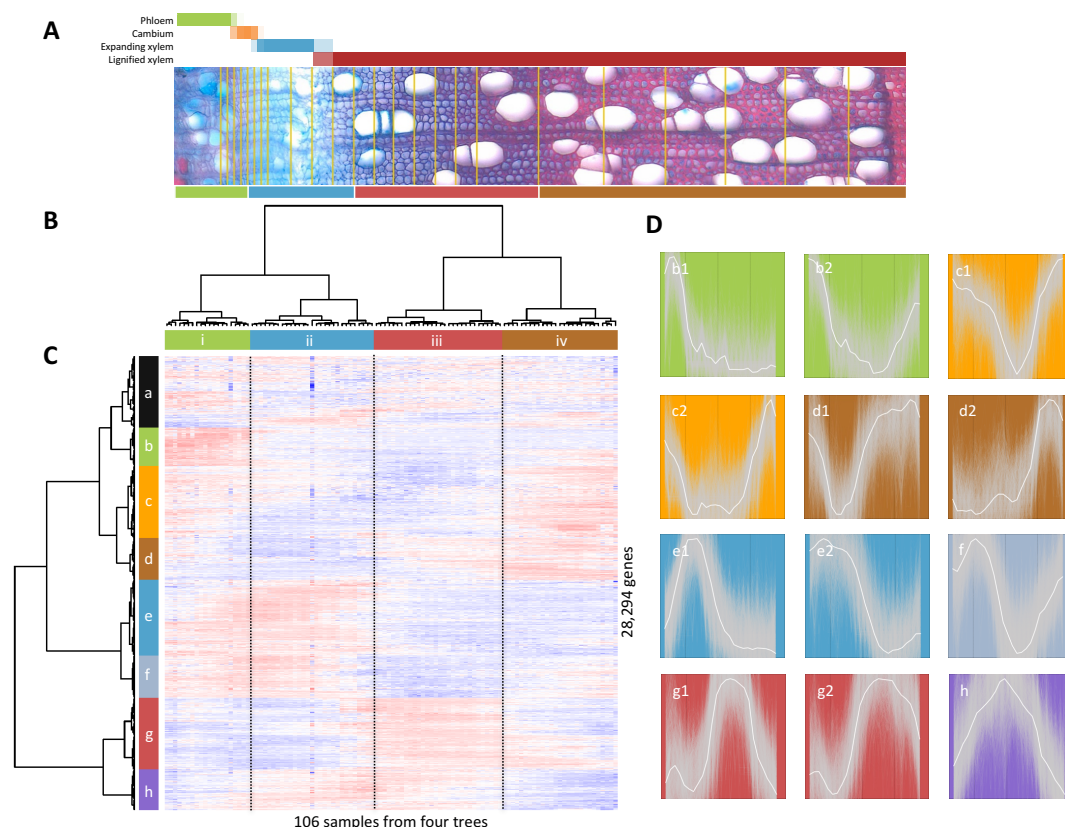 A
Phloem
Cambium
Expanding xylem
Lignified xylem
B
i
ii
iii
iv
C
a
b
c
d
e
f
g
h
28,294 genes
106 samples from four trees
D
b1
b2
c1
c2
d1
d2
e1
e2
f
g1
g2
h